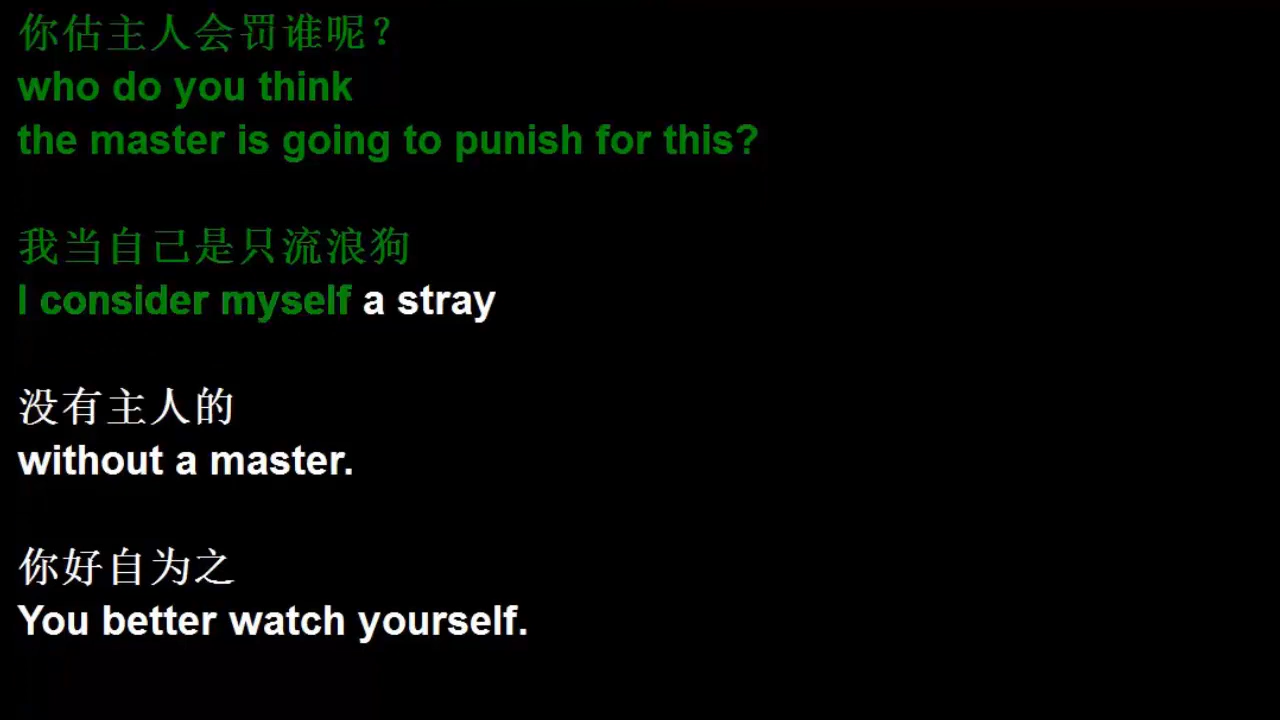 你估主人会罚谁呢?
who do you think
the master is going to punish for this?
我当自己是只流浪狗
I consider myself a stray
没有主人的
without a master.
你好自为之
You better watch yourself.